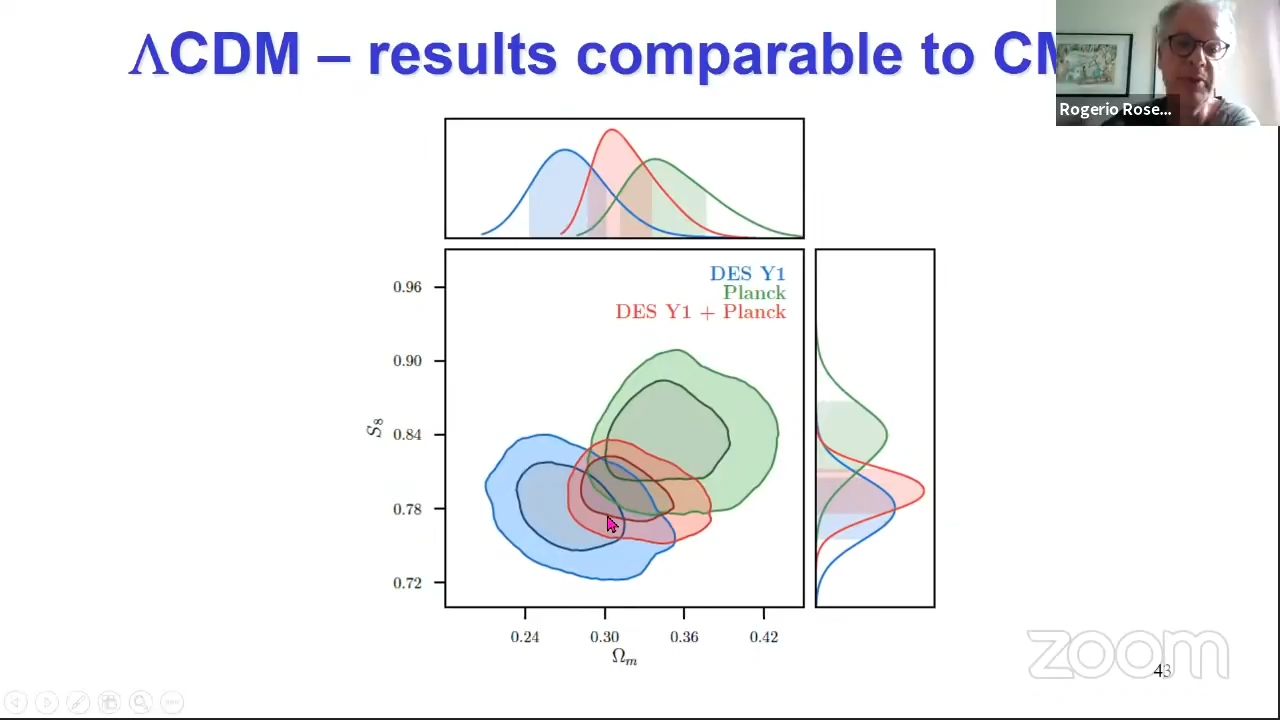 ΛCDM – results comparable to CM
Rogerio Rose...
DES Y1
Planck
DES Y1 + Planck
0.96
0.90
0.84
0.78
0.72
S8
0.24 0.30 0.36 0.42
Ωm
zoom
43